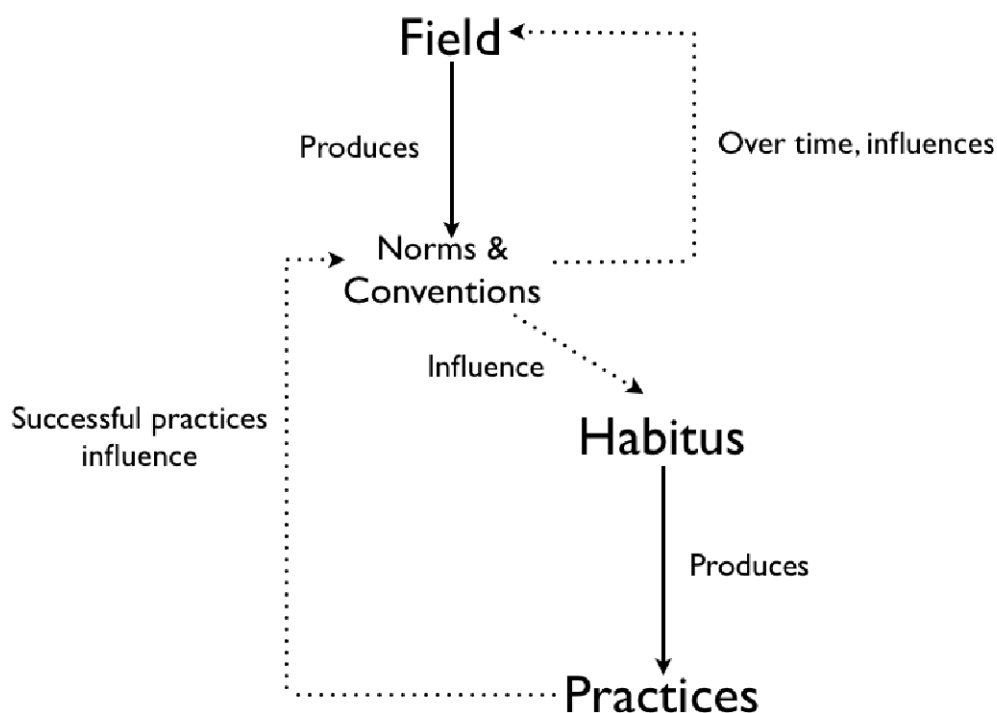 Field
Produces
Over time, influences
Norms &
Conventions
Influence
Successful practices
influence
Habitus
Produces
Practices